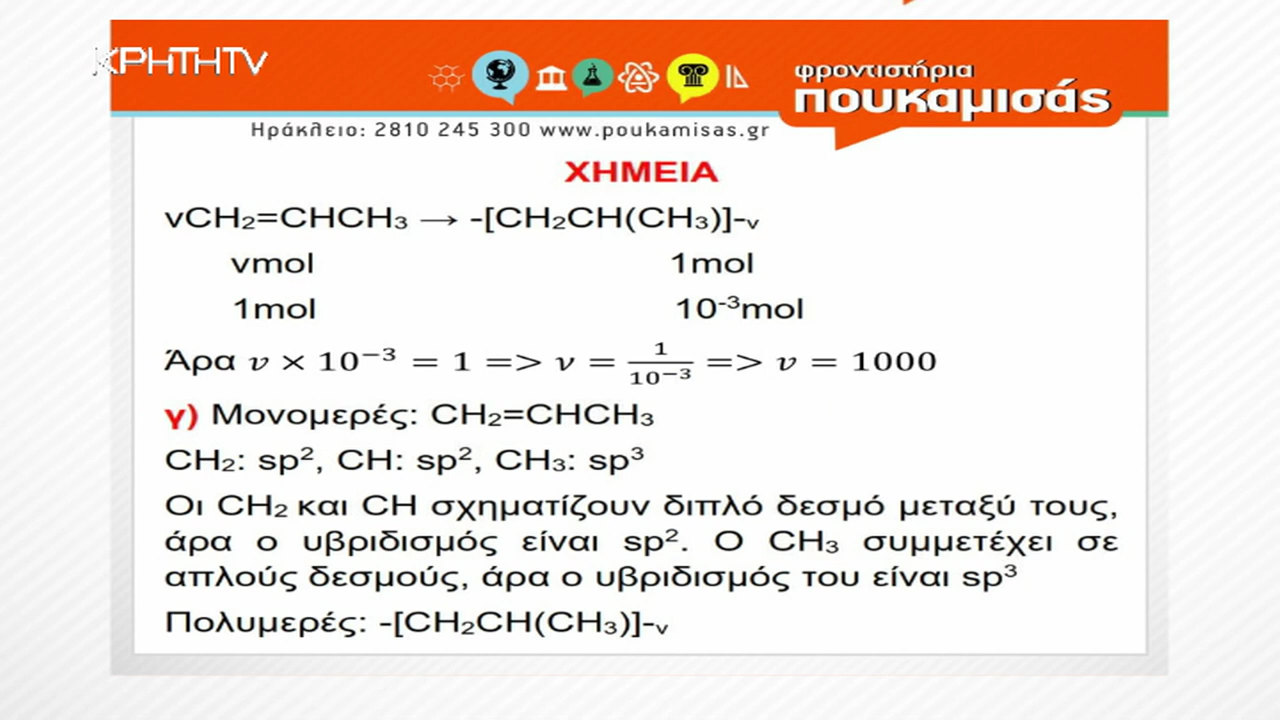 ΚΡΗΤΗTV
φροντιστήρια
πουκαμισάς
Ηράκλειο: 2810 245 300 www.poukamisas.gr
ΧΗΜΕΙΑ
νCH₂=CHCH₃ → -[CH₂CH(CH₃)]-ᵥ
νmol 1mol
1mol 10⁻³mol
Άρα 𝜈 × 10⁻³ = 1 => 𝜈 = 1/10⁻³ => 𝜈 = 1000
γ) Μονομερές: CH₂=CHCH₃
CH₂: sp², CH: sp², CH₃: sp³
Οι CH₂ και CH σχηματίζουν διπλό δεσμό μεταξύ τους,
άρα ο υβριδισμός είναι sp². Ο CH₃ συμμετέχει σε
απλούς δεσμούς, άρα ο υβριδισμός του είναι sp³
Πολυμερές: -[CH₂CH(CH₃)]-ᵥ